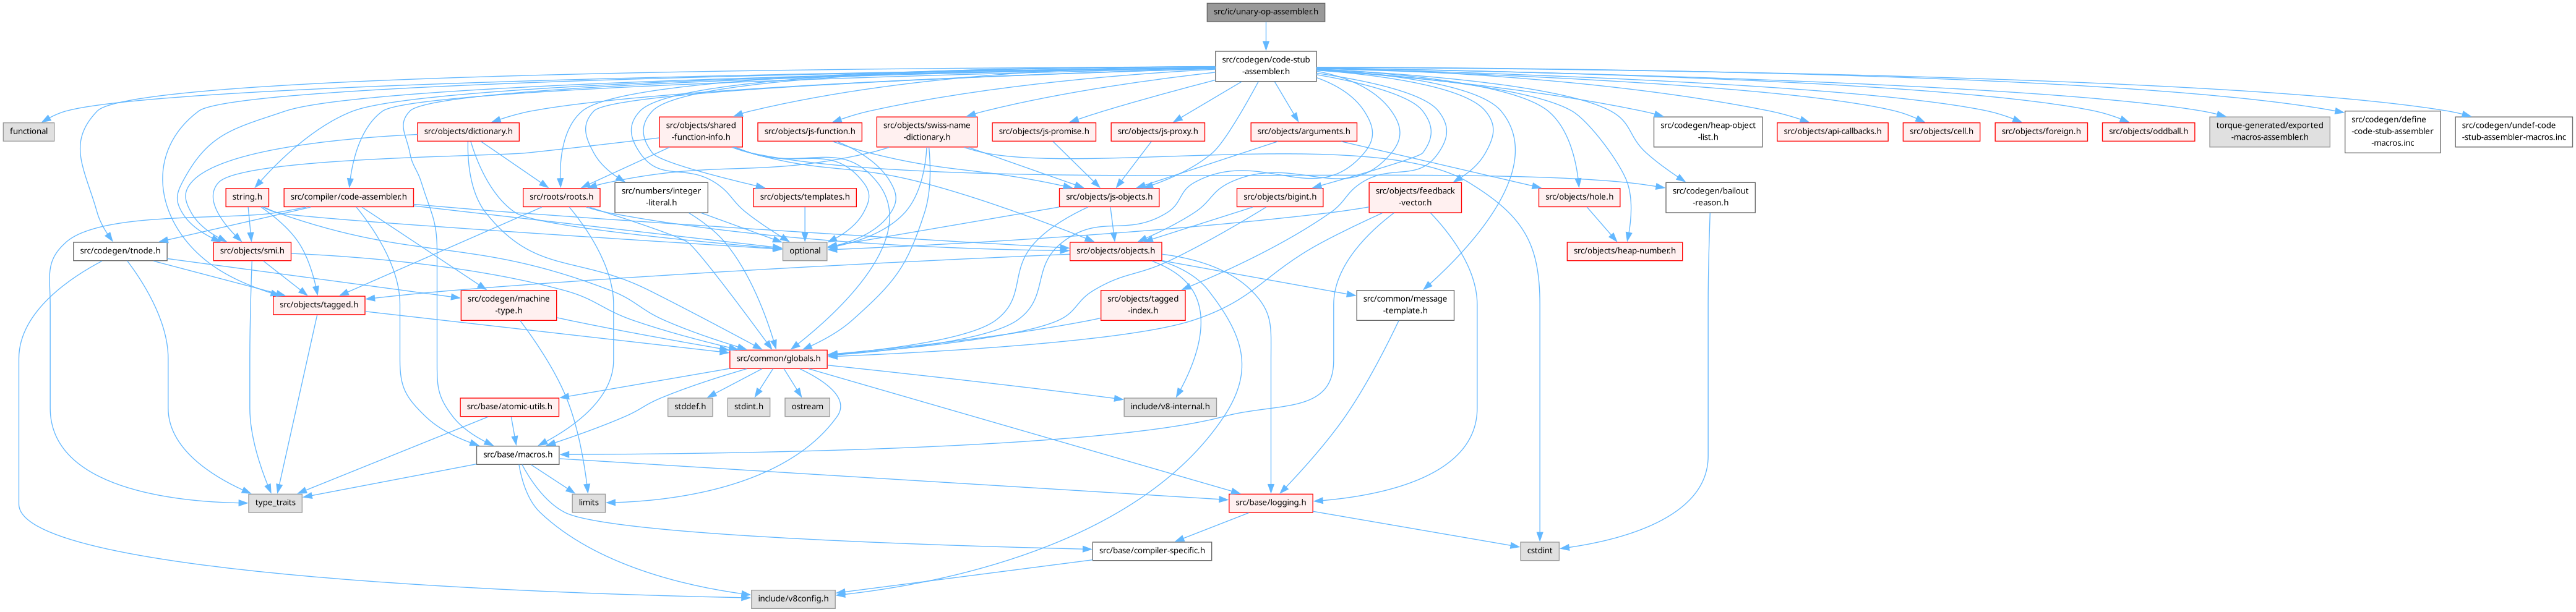 src/ic/unary-op-assembler.h
src/codegen/code-stub
-assembler.h
functional
src/objects/dictionary.h
src/objects/shared
-function-info.h
src/objects/js-function.h
src/objects/swiss-name
-dictionary.h
src/objects/js-promise.h
src/objects/js-proxy.h
src/objects/arguments.h
src/codegen/heap-object
-list.h
src/objects/api-callbacks.h
src/objects/cell.h
src/objects/foreign.h
src/objects/oddball.h
torque-generated/exported
-macros-assembler.h
src/codegen/define
-code-stub-assembler
-macros.inc
src/codegen/undef-code
-stub-assembler-macros.inc
string.h
src/compiler/code-assembler.h
src/roots/roots.h
src/numbers/integer
-literal.h
src/objects/templates.h
src/objects/js-objects.h
src/objects/bigint.h
src/objects/feedback
-vector.h
src/objects/hole.h
src/codegen/bailout
-reason.h
src/codegen/tnode.h
src/objects/smi.h
optional
src/objects/objects.h
src/objects/heap-number.h
src/objects/tagged.h
src/codegen/machine
-type.h
src/objects/tagged
-index.h
src/common/message
-template.h
src/common/globals.h
src/base/atomic-utils.h
stddef.h
stdint.h
ostream
include/v8-internal.h
src/base/macros.h
type_traits
limits
src/base/logging.h
src/base/compiler-specific.h
cstdint
include/v8config.h